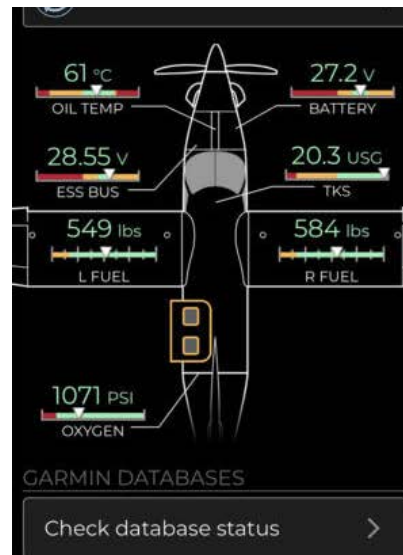 61 °C
27.2 V
OIL TEMP
BATTERY
28.55 V
20.3 USG
ESS BUS
TKS
549 lbs
584 lbs
L FUEL
R FUEL
1071 PSI
OXYGEN
GARMIN DATABASES
Check database status